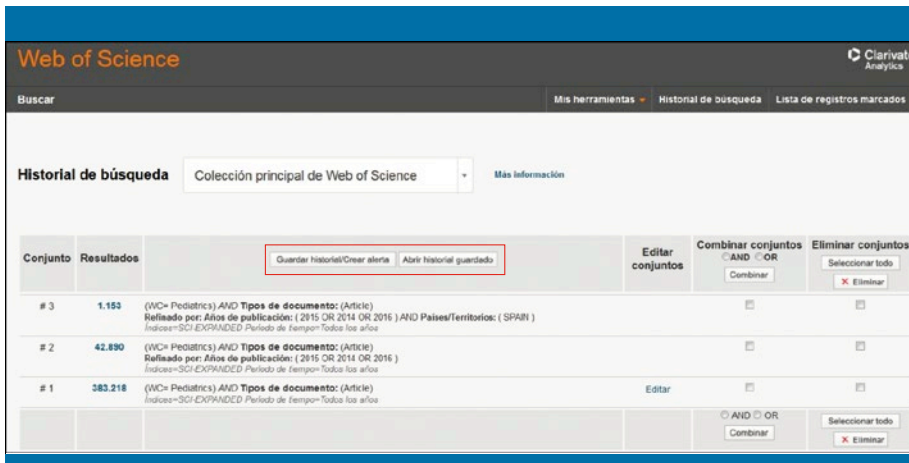 Web of Science
Clarivate
Analytics
Buscar
Mis herramientas
Historial de búsqueda
Lista de registros marcados
Historial de búsqueda
Colección principal de Web of Science
Más información
Conjunto
Resultados
Guardar historial/Crear alerta
Abrir historial guardado
Editar
conjuntos
Combinar conjuntos
AND OR
Combinar
Eliminar conjuntos
Seleccionar todo
Eliminar
# 3 1.153 (WC= Pediatrics) AND Tipos de documento: (Article)
Refinado por: Años de publicación: ( 2015 OR 2014 OR 2016 ) AND Países/Territorios: ( SPAIN )
Índices=SCI-EXPANDED Período de tiempo=Todos los años
# 2 42.890 (WC= Pediatrics) AND Tipos de documento: (Article)
Refinado por: Años de publicación: ( 2015 OR 2014 OR 2016 )
Índices=SCI-EXPANDED Período de tiempo=Todos los años
# 1 383.218 (WC= Pediatrics) AND Tipos de documento: (Article) Editar
Índices=SCI-EXPANDED Período de tiempo=Todos los años
AND OR
Combinar
Seleccionar todo
Eliminar